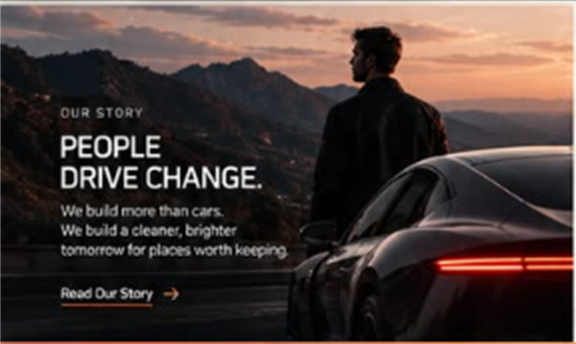 OUR STORY
PEOPLE
DRIVE CHANGE.
We build more than cars.
We build a cleaner, brighter
tomorrow for places worth keeping.
Read Our Story →